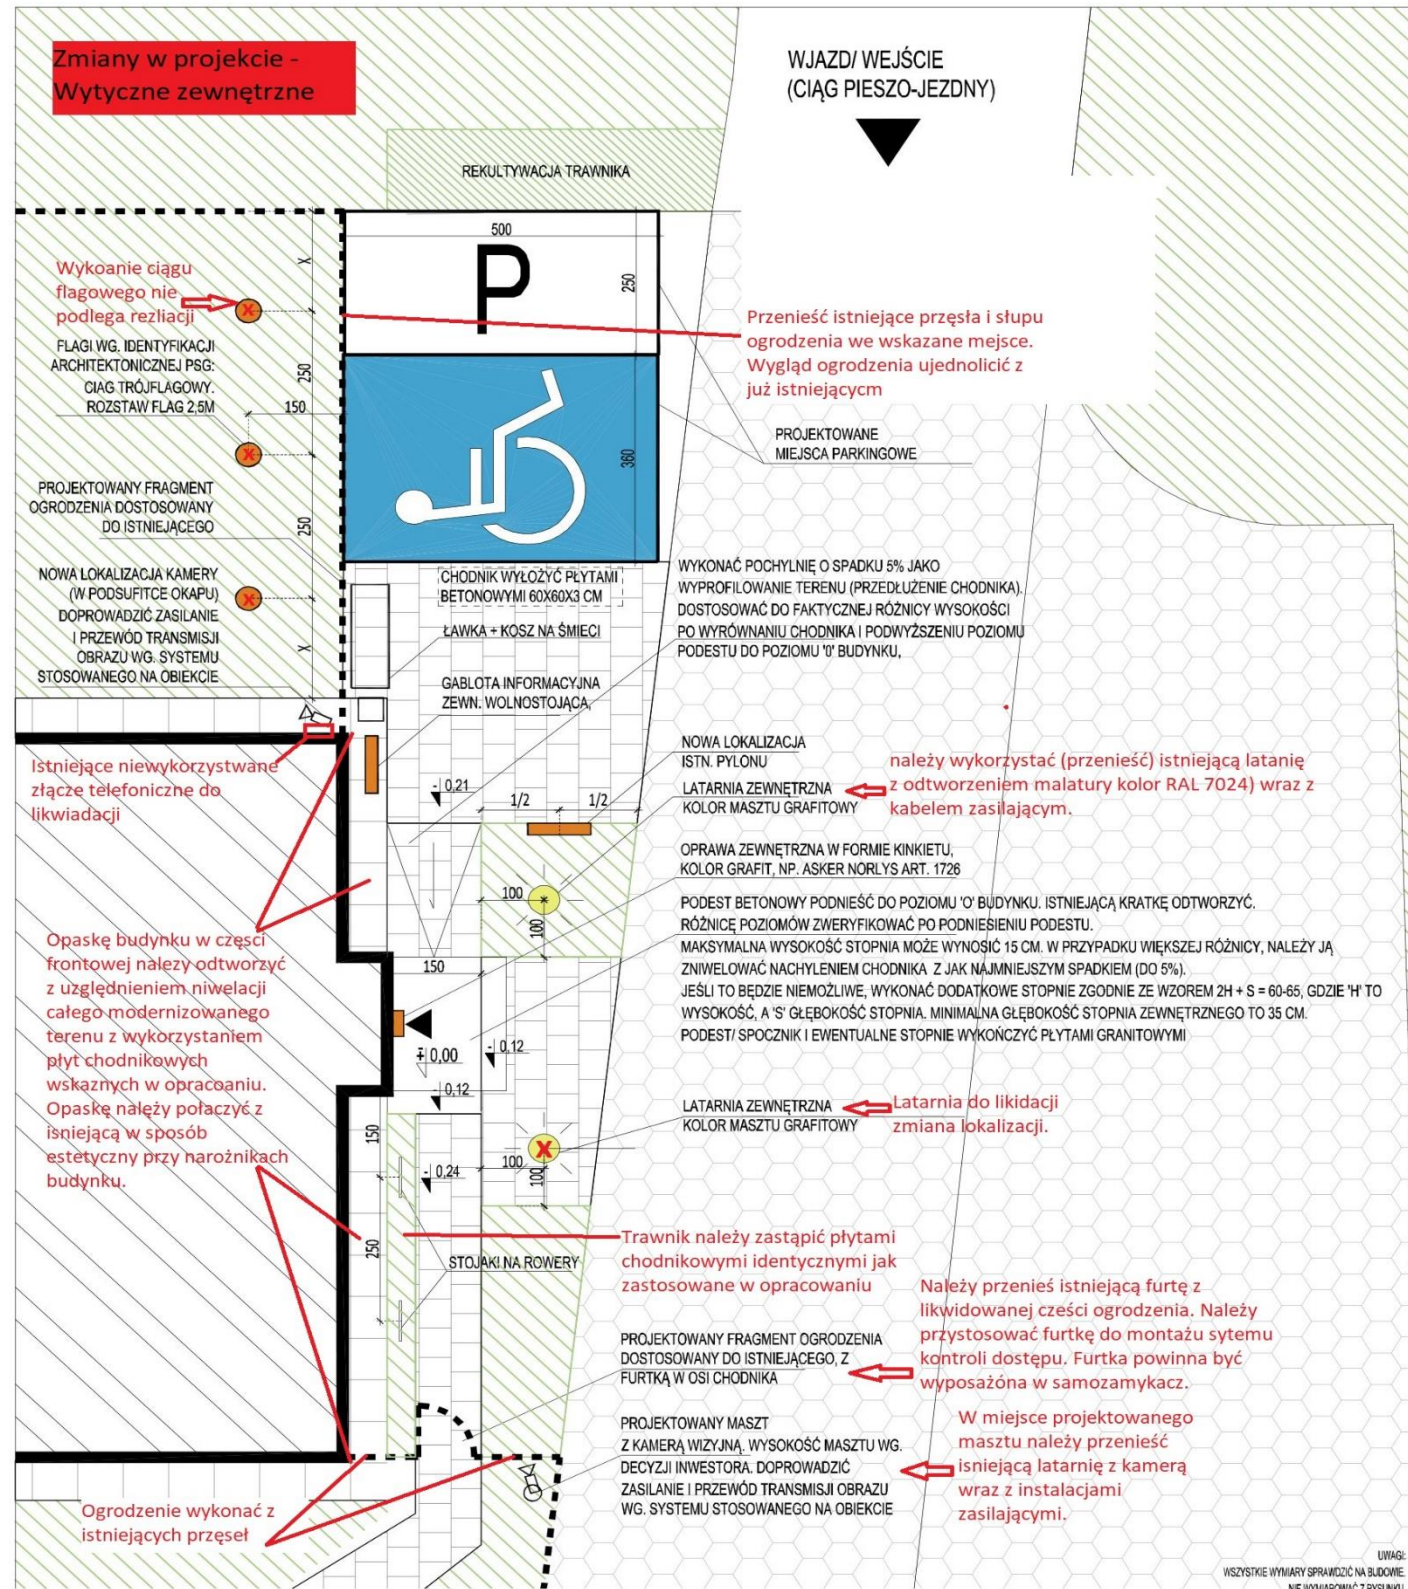 Zmiany w projekcie -
Wytyczne zewnętrzne
WJAZD/ WEJŚCIE
(CIĄG PIESZO-JEZDNY)
REKULTYWACJA TRAWNIKA
500
P
250
X
Wykoanie ciągu
flagowego nie
podlega rezliacji
X
FLAGI WG. IDENTYFIKACJI
ARCHITEKTONICZNEJ PSG:
CIĄG TRÓJFLAGOWY.
ROZSTAW FLAG 2,5M
250
150
X
Przenieść istniejące przęsła i słupu
ogrodzenia we wskazane mejsce.
Wygląd ogrodzenia ujednolicić z
już istniejącycm
PROJEKTOWANE
MIEJSCA PARKINGOWE
360
PROJEKTOWANY FRAGMENT
OGRODZENIA DOSTOSOWANY
DO ISTNIEJĄCEGO
250
NOWA LOKALIZACJA KAMERY
(W PODSUFITCE OKAPU)
DOPROWADZIĆ ZASILANIE
I PRZEWÓD TRANSMISJI
OBRAZU WG. SYSTEMU
STOSOWANEGO NA OBIEKCIE
X
X
CHODNIK WYŁOŻYĆ PŁYTAMI
BETONOWYMI 60X60X3 CM
ŁAWKA + KOSZ NA ŚMIECI
GABLOTA INFORMACYJNA
ZEWN. WOLNOSTOJĄCA,
WYKONAĆ POCHYLNIĘ O SPADKU 5% JAKO
WYPROFILOWANIE TERENU (PRZEDŁUŻENIE CHODNIKA).
DOSTOSOWAĆ DO FAKTYCZNEJ RÓŻNICY WYSOKOŚCI
PO WYRÓWNANIU CHODNIKA I PODWYŻSZENIU POZIOMU
PODESTU DO POZIOMU '0' BUDYNKU,
Istniejące niewykorzystwane
złącze telefoniczne do
likwiadacji
- 0,21
1/2
1/2
NOWA LOKALIZACJA
ISTN. PYLONU
LATARNIA ZEWNĘTRZNA
KOLOR MASZTU GRAFITOWY
należy wykorzystać (przenieść) istniejącą latanię
z odtworzeniem malatury kolor RAL 7024) wraz z
kabelem zasilającym.
OPRAWA ZEWNĘTRZNA W FORMIE KINKIETU,
KOLOR GRAFIT, NP. ASKER NORLYS ART. 1726
100
100
PODEST BETONOWY PODNIEŚĆ DO POZIOMU 'O' BUDYNKU. ISTNIEJĄCĄ KRATKĘ ODTWORZYĆ.
RÓŻNICĘ POZIOMÓW ZWERYFIKOWAĆ PO PODNIESIENIU PODESTU.
MAKSYMALNA WYSOKOŚĆ STOPNIA MOŻE WYNOSIĆ 15 CM. W PRZYPADKU WIĘKSZEJ RÓŻNICY, NALEŻY JĄ
ZNIWELOWAĆ NACHYLENIEM CHODNIKA Z JAK NAJMNIEJSZYM SPADKIEM (DO 5%).
JEŚLI TO BĘDZIE NIEMOŻLIWE, WYKONAĆ DODATKOWE STOPNIE ZGODNIE ZE WZOREM 2H + S = 60-65, GDZIE 'H' TO
WYSOKOŚĆ, A 'S' GŁĘBOKOŚĆ STOPNIA. MINIMALNA GŁĘBOKOŚĆ STOPNIA ZEWNĘTRZNEGO TO 35 CM.
PODEST/ SPOCZNIK I EWENTUALNE STOPNIE WYKOŃCZYĆ PŁYTAMI GRANITOWYMI
Opaskę budynku w częsci
frontowej nalezy odtworzyć
z uględnieniem niwelacji
całego modernizowanego
terenu z wykorzystaniem
płyt chodnikowych
wskaznych w opracoaniu.
Opaskę należy połaczyć z
isniejącą w sposób
estetyczny przy narożnikach
budynku.
150
± 0,00
- 0,12
- 0,12
LATARNIA ZEWNĘTRZNA
KOLOR MASZTU GRAFITOWY
Latarnia do likidacji
zmiana lokalizacji.
150
X
- 0,24
100
100
250
STOJAKI NA ROWERY
Trawnik należy zastąpić płytami
chodnikowymi identycznymi jak
zastosowane w opracowaniu
PROJEKTOWANY FRAGMENT OGRODZENIA
DOSTOSOWANY DO ISTNIEJĄCEGO, Z
FURTKĄ W OSI CHODNIKA
Należy przenieś istniejącą furtę z
likwidowanej cześci ogrodzenia. Należy
przystosować furtkę do montażu sytemu
kontroli dostępu. Furtka powinna być
wyposażóna w samozamykacz.
PROJEKTOWANY MASZT
Z KAMERĄ WIZYJNĄ. WYSOKOŚĆ MASZTU WG.
DECYZJI INWESTORA. DOPROWADZIĆ
ZASILANIE I PRZEWÓD TRANSMISJI OBRAZU
WG. SYSTEMU STOSOWANEGO NA OBIEKCIE
W miejsce projektowanego
masztu należy przenieść
isniejącą latarnię z kamerą
wraz z instalacjami
zasilającymi.
Ogrodzenie wykonać z
istniejących przęseł
UWAGI:
WSZYSTKIE WYMIARY SPRAWDZIĆ NA BUDOWIE.
NIE WYMIAROWAĆ Z RYSUNKU.